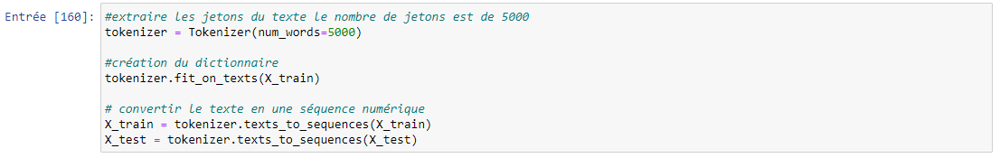 Entrée [160]: #extraire les jetons du texte le nombre de jetons est de 5000
tokenizer = Tokenizer(num_words=5000)
#création du dictionnaire
tokenizer.fit_on_texts(X_train)
# convertir le texte en une séquence numérique
X_train = tokenizer.texts_to_sequences(X_train)
X_test = tokenizer.texts_to_sequences(X_test)